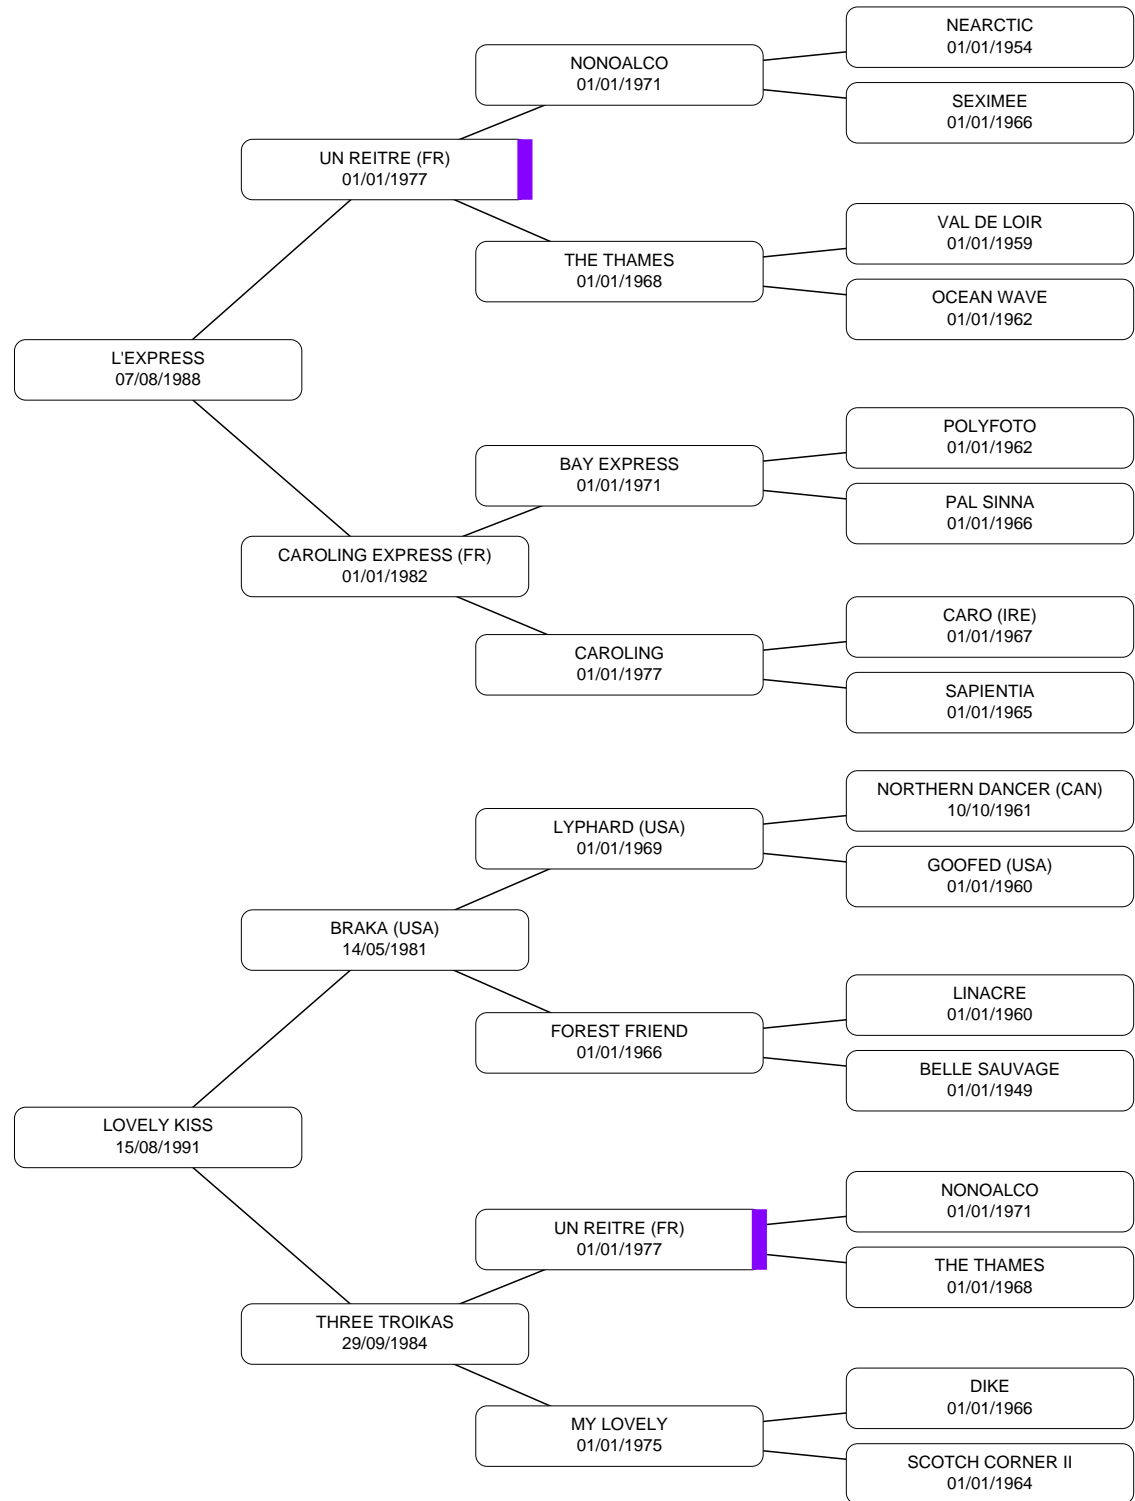 NEARCTIC
01/01/1954
NONOALCO
01/01/1971
SEXIMEE
01/01/1966
UN REITRE (FR)
01/01/1977
VAL DE LOIR
01/01/1959
THE THAMES
01/01/1968
OCEAN WAVE
01/01/1962
L'EXPRESS
07/08/1988
POLYFOTO
01/01/1962
BAY EXPRESS
01/01/1971
PAL SINNA
01/01/1966
CAROLING EXPRESS (FR)
01/01/1982
CARO (IRE)
01/01/1967
CAROLING
01/01/1977
SAPIENTIA
01/01/1965
NORTHERN DANCER (CAN)
10/10/1961
LYPHARD (USA)
01/01/1969
GOOFED (USA)
01/01/1960
BRAKA (USA)
14/05/1981
LINACRE
01/01/1960
FOREST FRIEND
01/01/1966
BELLE SAUVAGE
01/01/1949
LOVELY KISS
15/08/1991
NONOALCO
01/01/1971
UN REITRE (FR)
01/01/1977
THE THAMES
01/01/1968
THREE TROIKAS
29/09/1984
DIKE
01/01/1966
MY LOVELY
01/01/1975
SCOTCH CORNER II
01/01/1964